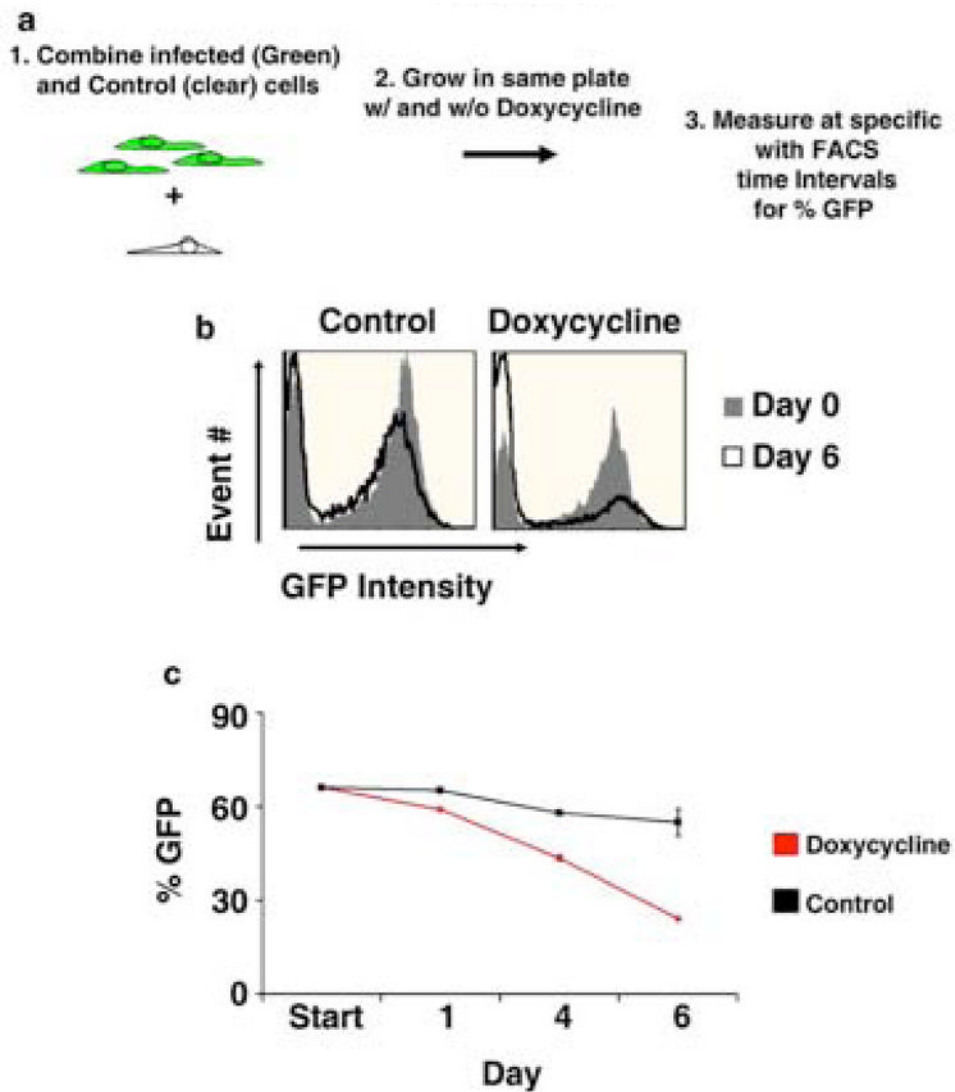 a
1. Combine infected (Green)
and Control (clear) cells
+
2. Grow in same plate
w/ and w/o Doxycycline
3. Measure at specific
with FACS
time Intervals
for % GFP
b
Control
Doxycycline
Event #
GFP Intensity
Day 0
Day 6
c
% GFP
90
60
30
0
Start
1
4
6
Day
Doxycycline
Control